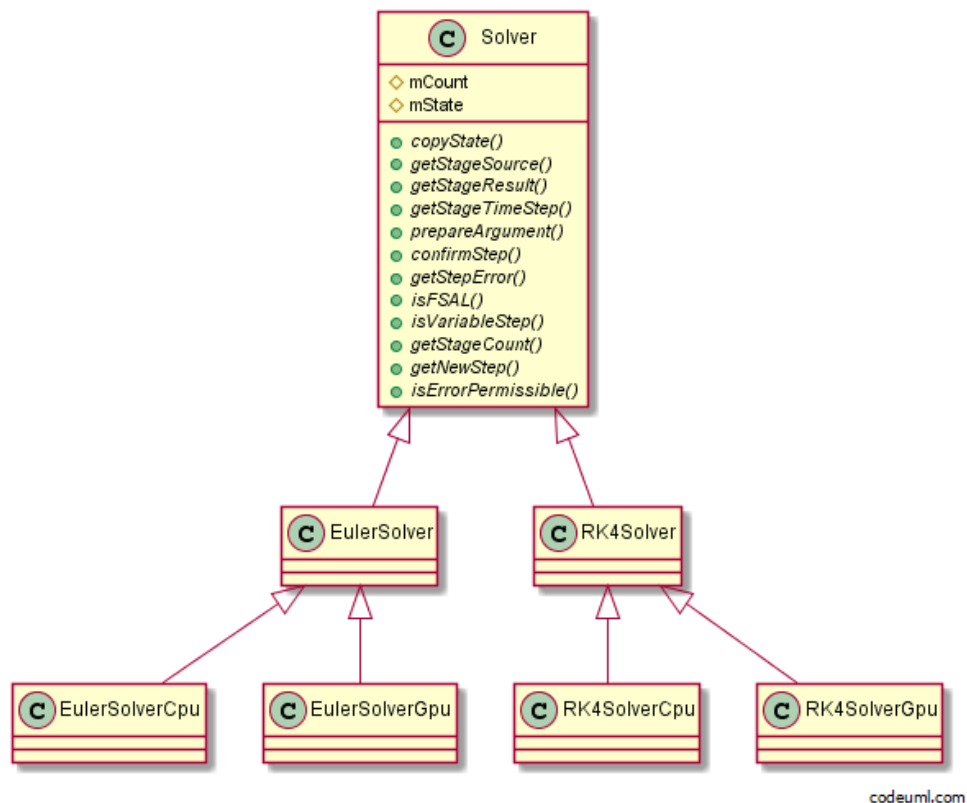 C Solver
mCount
mState
copyState()
getStageSource()
getStageResult()
getStageTimeStep()
prepareArgument()
confirmStep()
getStepError()
isFSAL()
isVariableStep()
getStageCount()
getNewStep()
isErrorPermissible()
C EulerSolver
C RK4Solver
C EulerSolverCpu
C EulerSolverGpu
C RK4SolverCpu
C RK4SolverGpu
codeuml.com